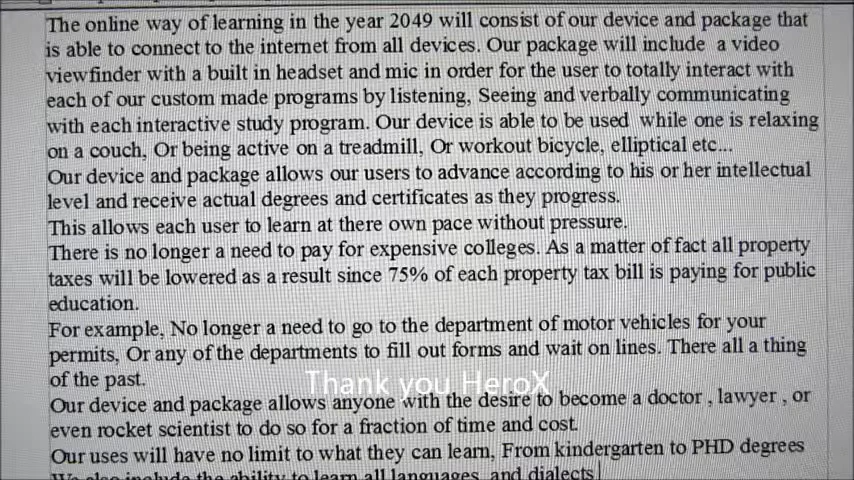 The online way of learning in the year 2049 will consist of our device and package that
is able to connect to the internet from all devices. Our package will include  a video
viewfinder with a built in headset and mic in order for the user to totally interact with
each of our custom made programs by listening, Seeing and verbally communicating
with each interactive study program. Our device is able to be used  while one is relaxing
on a couch, Or being active on a treadmill, Or workout bicycle, elliptical etc...
Our device and package allows our users to advance according to his or her intellectual
level and receive actual degrees and certificates as they progress.
This allows each user to learn at there own pace without pressure.
There is no longer a need to pay for expensive colleges. As a matter of fact all property
taxes will be lowered as a result since 75% of each property tax bill is paying for public
education.
For example, No longer a need to go to the department of motor vehicles for your
permits, Or any of the departments to fill out forms and wait on lines. There all a thing
of the past.
Thank you HeroX
Our device and package allows anyone with the desire to become a doctor , lawyer , or
even rocket scientist to do so for a fraction of time and cost.
Our uses will have no limit to what they can learn, From kindergarten to PHD degrees
We also include the ability to learn all languages  and dialects